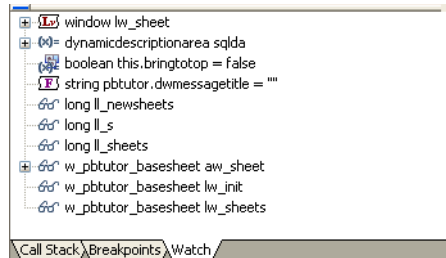 Lv window lw_sheet
(x)= dynamicdescriptionarea sqlda
boolean this.bringtotop = false
F string pbtutor.dwmessagetitle = ""
long ll_newsheets
long ll_s
long ll_sheets
w_pbtutor_basesheet aw_sheet
w_pbtutor_basesheet lw_init
w_pbtutor_basesheet lw_sheets
Call Stack Breakpoints Watch